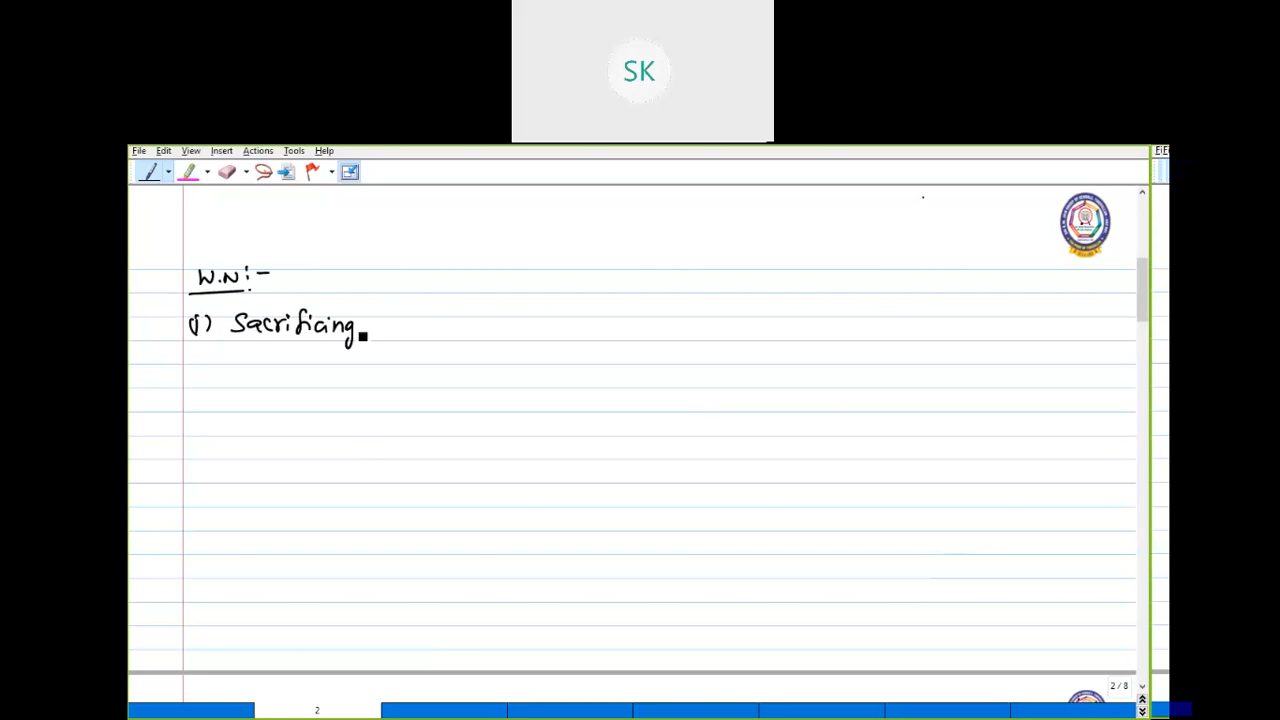 SK
File Edit View Insert Actions Tools Help
W.N:-
(i) Sacrificing
2 / 8
2